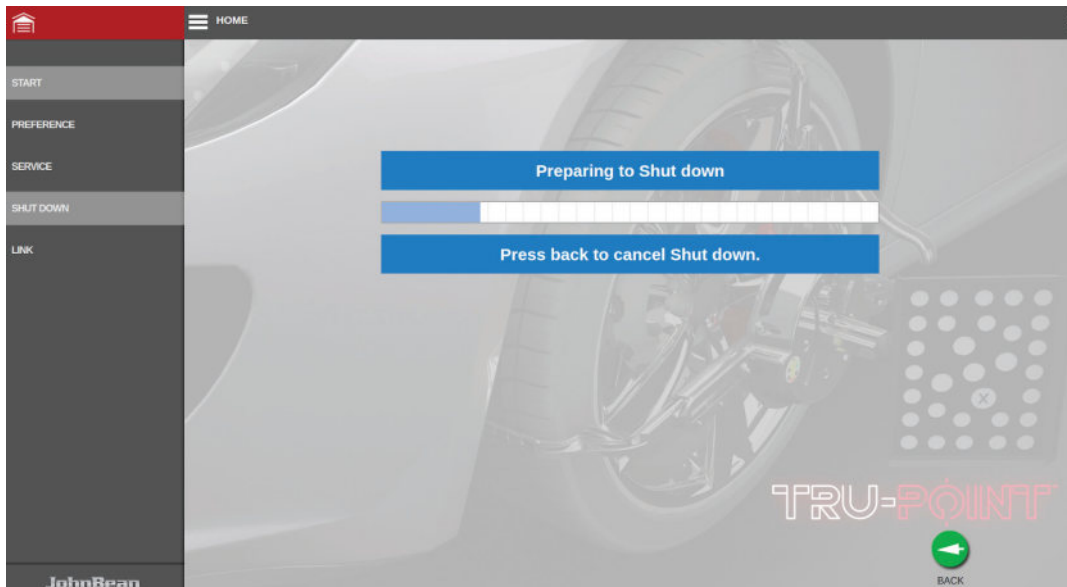 HOME
START
PREFERENCE
SERVICE
SHUT DOWN
LINK
Preparing to Shut down
Press back to cancel Shut down.
X
TRU-POINT
BACK
JohnBean